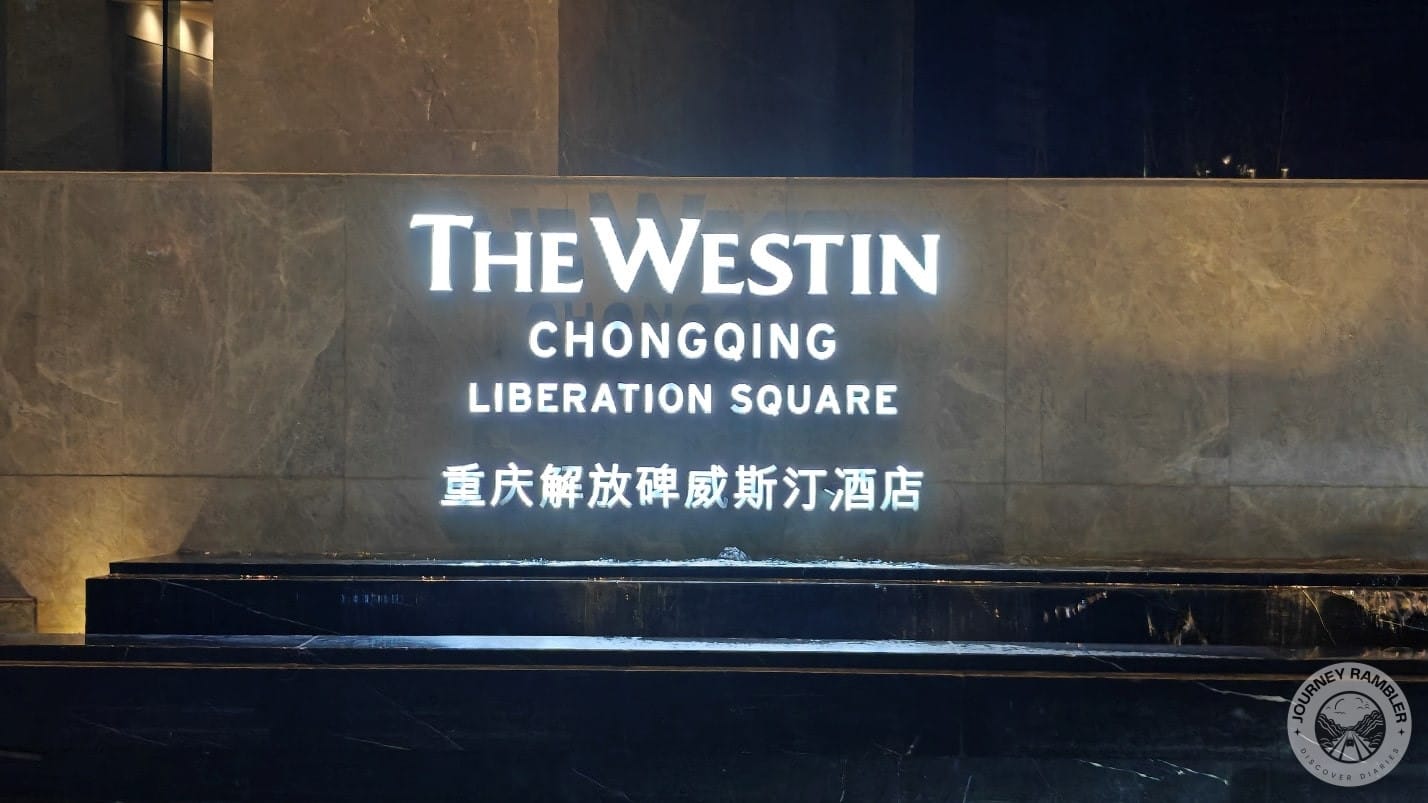 THE WESTIN
CHONGQING
LIBERATION SQUARE
重庆解放碑威斯汀酒店
JOURNEY RAMBLER
DISCOVER DIARIES